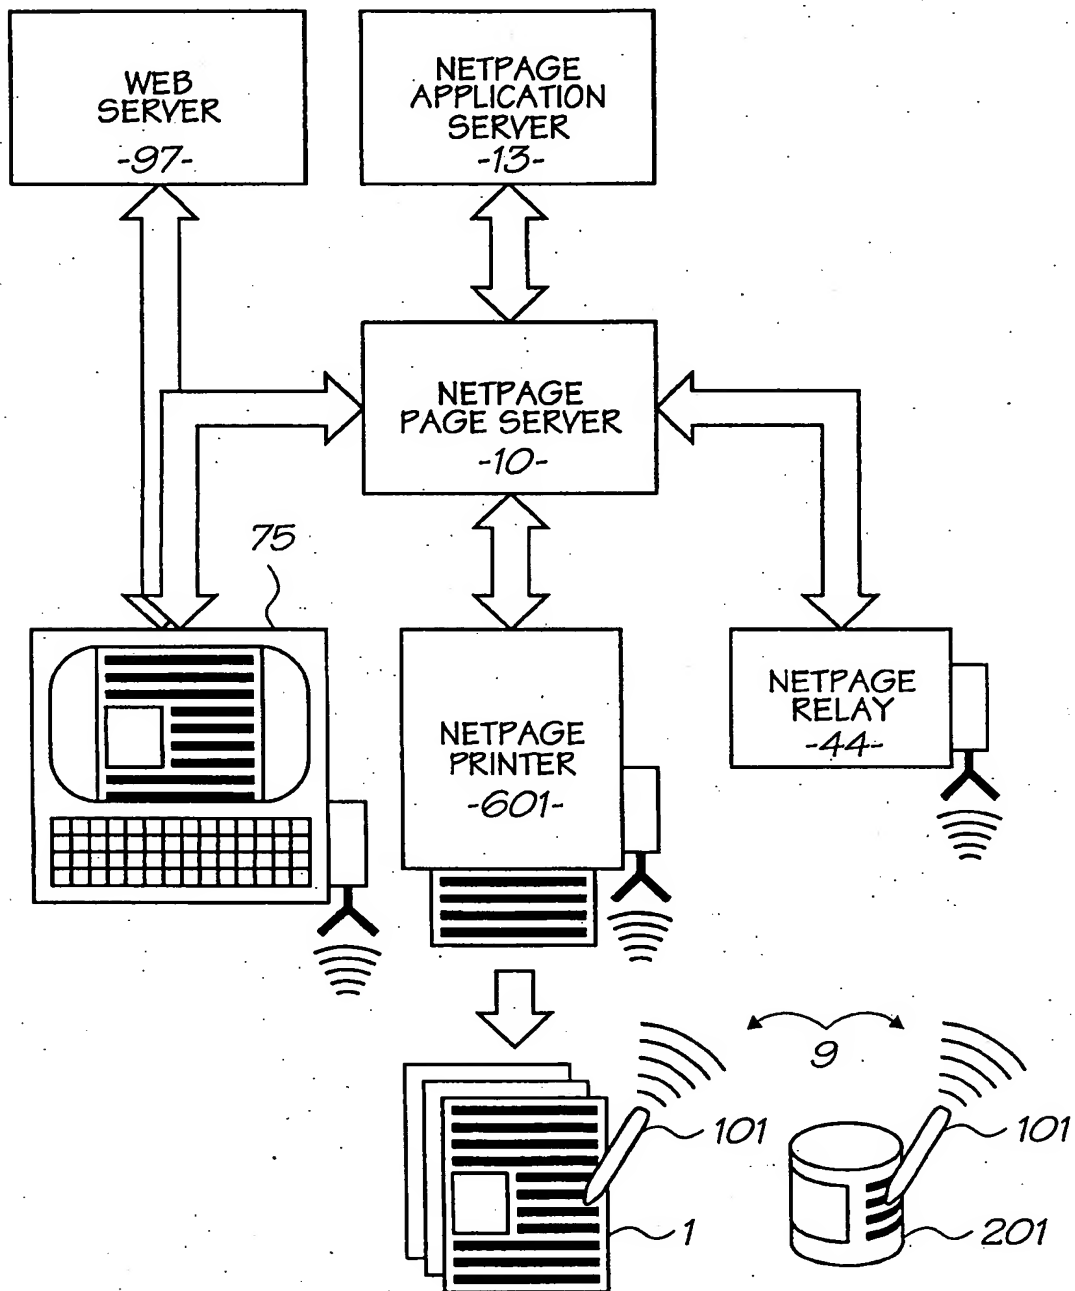 WEB
SERVER
-97-
NETPAGE
APPLICATION
SERVER
-13-
NETPAGE
PAGE SERVER
-10-
75
NETPAGE
PRINTER
-601-
NETPAGE
RELAY
-44-
9
101
101
1
201